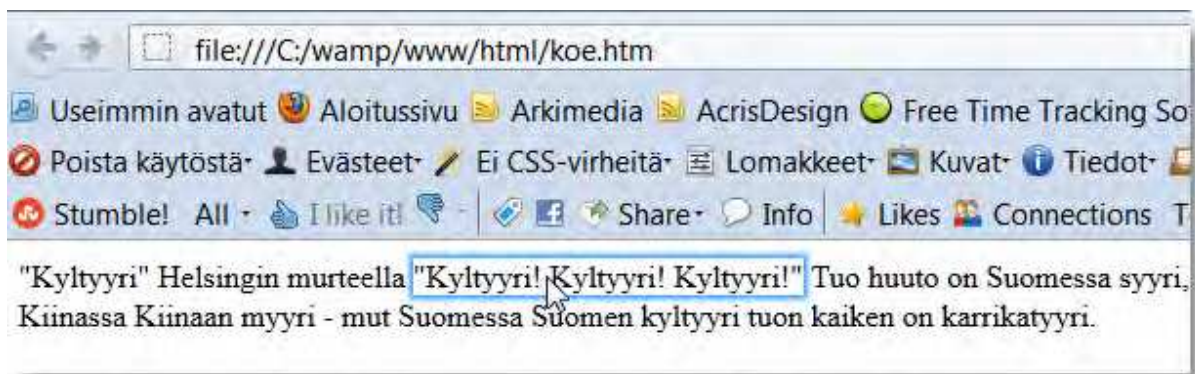 file:///C:/wamp/www/html/koe.htm
Useimmin avatut Aloitussivu Arkimedia AcrisDesign Free Time Tracking So
Poista käytöstä Evästeet Ei CSS-virheitä Lomakkeet Kuvat Tiedot
Stumble! All I like it! Share Info Likes Connections T
"Kyltyyri" Helsingin murteella "Kyltyyri! Kyltyyri! Kyltyyri!" Tuo huuto on Suomessa syyri,
Kiinassa Kiinaan myyri - mut Suomessa Suomen kyltyyri tuon kaiken on karrikatyyri.